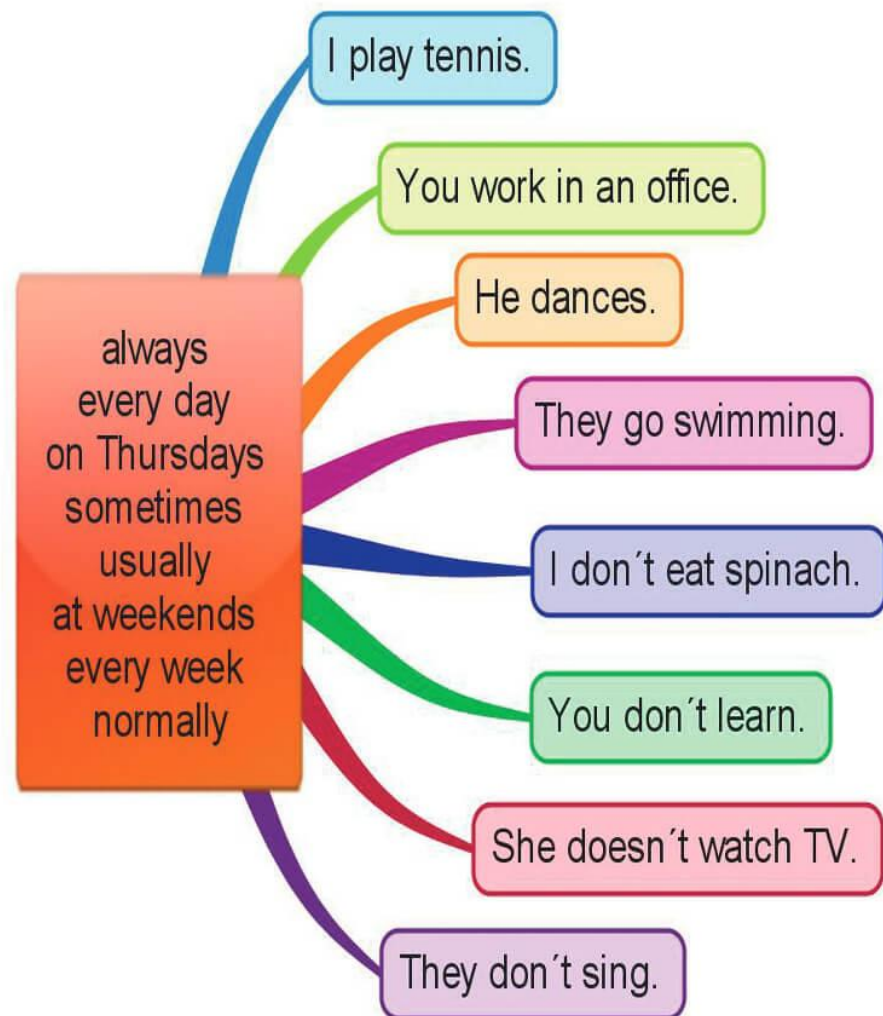 I play tennis.
You work in an office.
He dances.
They go swimming.
I don´t eat spinach.
You don´t learn.
She doesn´t watch TV.
They don´t sing.
always
every day
on Thursdays
sometimes
usually
at weekends
every week
normally